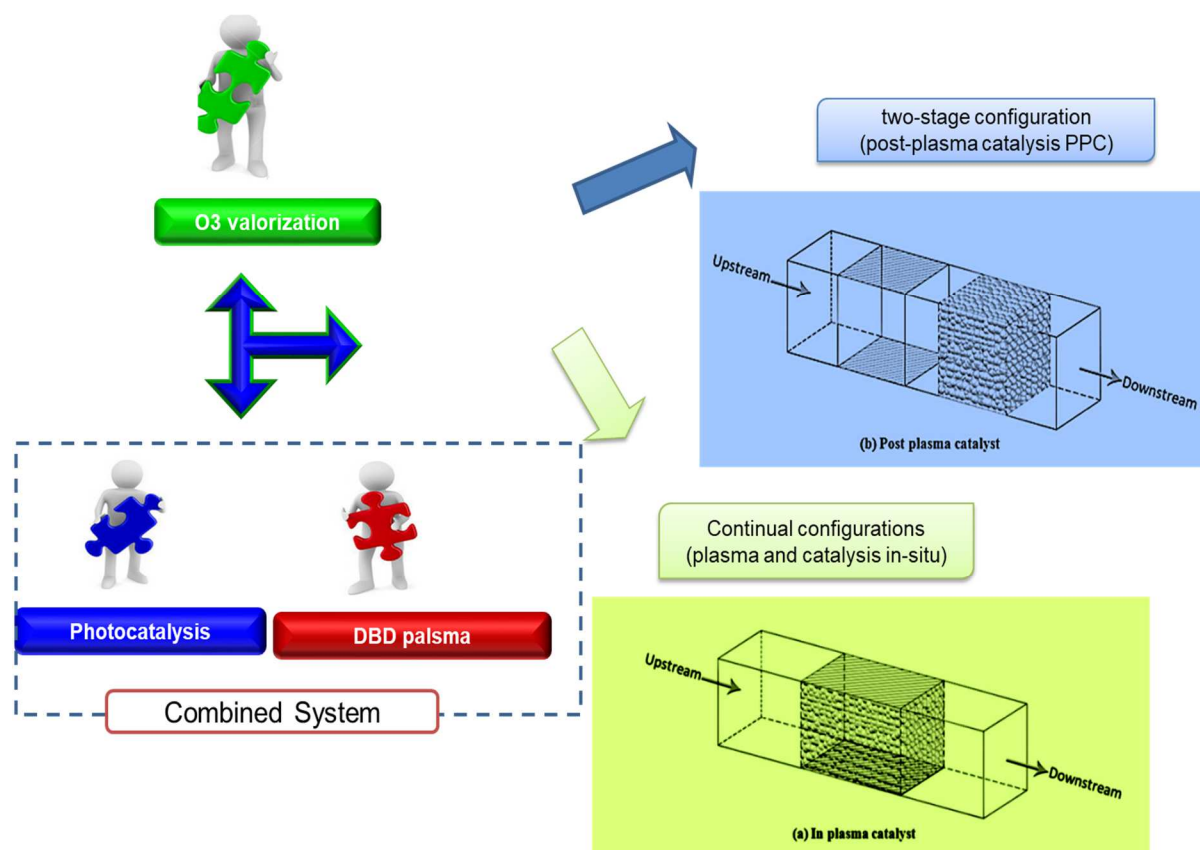 O3 valorization
Photocatalysis
DBD palsma
Combined System
two-stage configuration
(post-plasma catalysis PPC)
Upstream
Downstream
(b) Post plasma catalyst
Continual configurations
(plasma and catalysis in-situ)
Upstream
Downstream
(a) In plasma catalyst